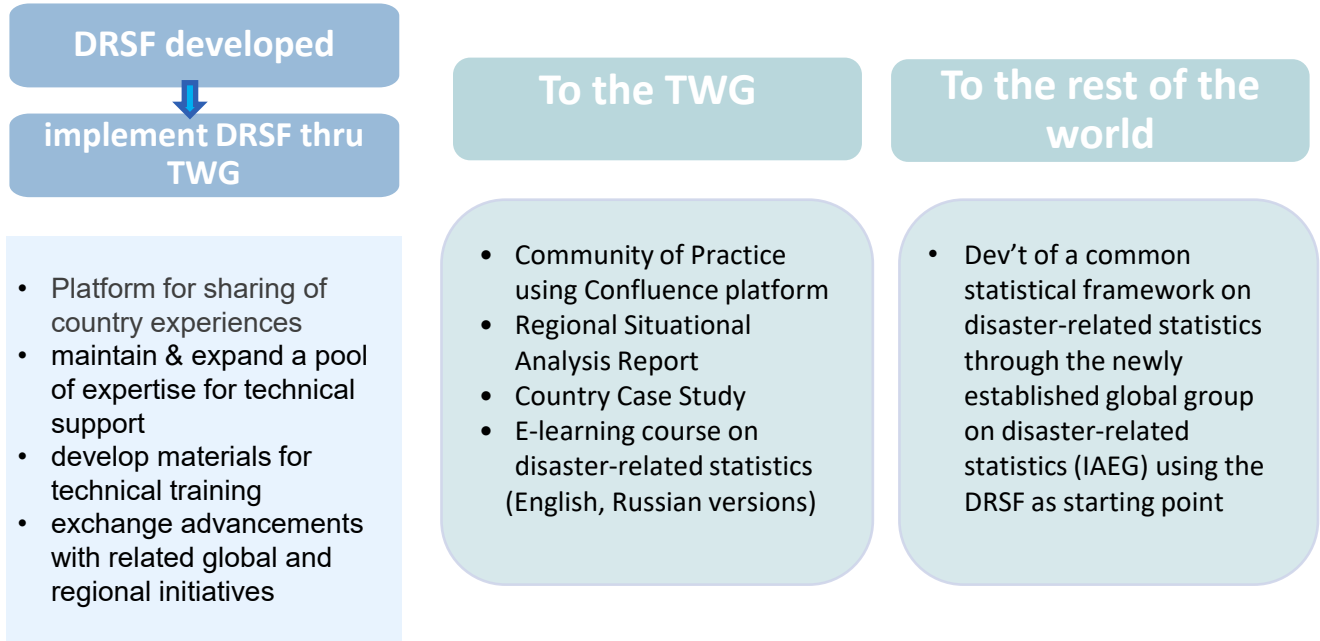 DRSF developed
implement DRSF thru
TWG
• Platform for sharing of
country experiences
• maintain & expand a pool
of expertise for technical
support
• develop materials for
technical training
• exchange advancements
with related global and
regional initiatives
To the TWG
• Community of Practice
using Confluence platform
• Regional Situational
Analysis Report
• Country Case Study
• E-learning course on
disaster-related statistics
(English, Russian versions)
To the rest of the
world
• Dev’t of a common
statistical framework on
disaster-related statistics
through the newly
established global group
on disaster-related
statistics (IAEG) using the
DRSF as starting point